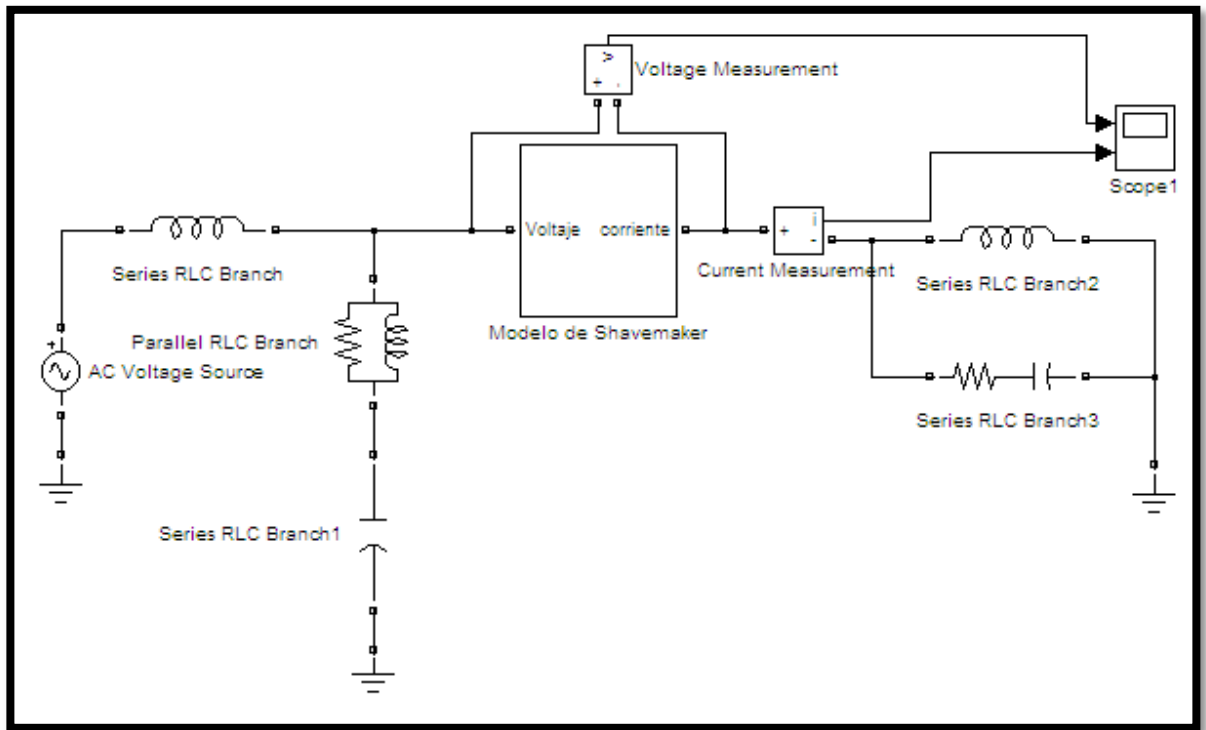 Voltage Measurement
+ -
Scope1
Voltaje corriente
i
+
-
Series RLC Branch
Current Measurement
Series RLC Branch2
Modelo de Shavemaker
Parallel RLC Branch
+
AC Voltage Source
Series RLC Branch3
Series RLC Branch1